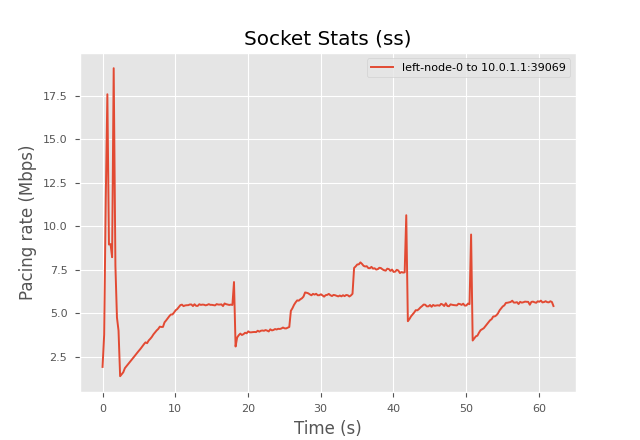 Socket Stats (ss)
left-node-0 to 10.0.1.1:39069
Pacing rate (Mbps)
17.5
15.0
12.5
10.0
7.5
5.0
2.5
0 10 20 30 40 50 60
Time (s)